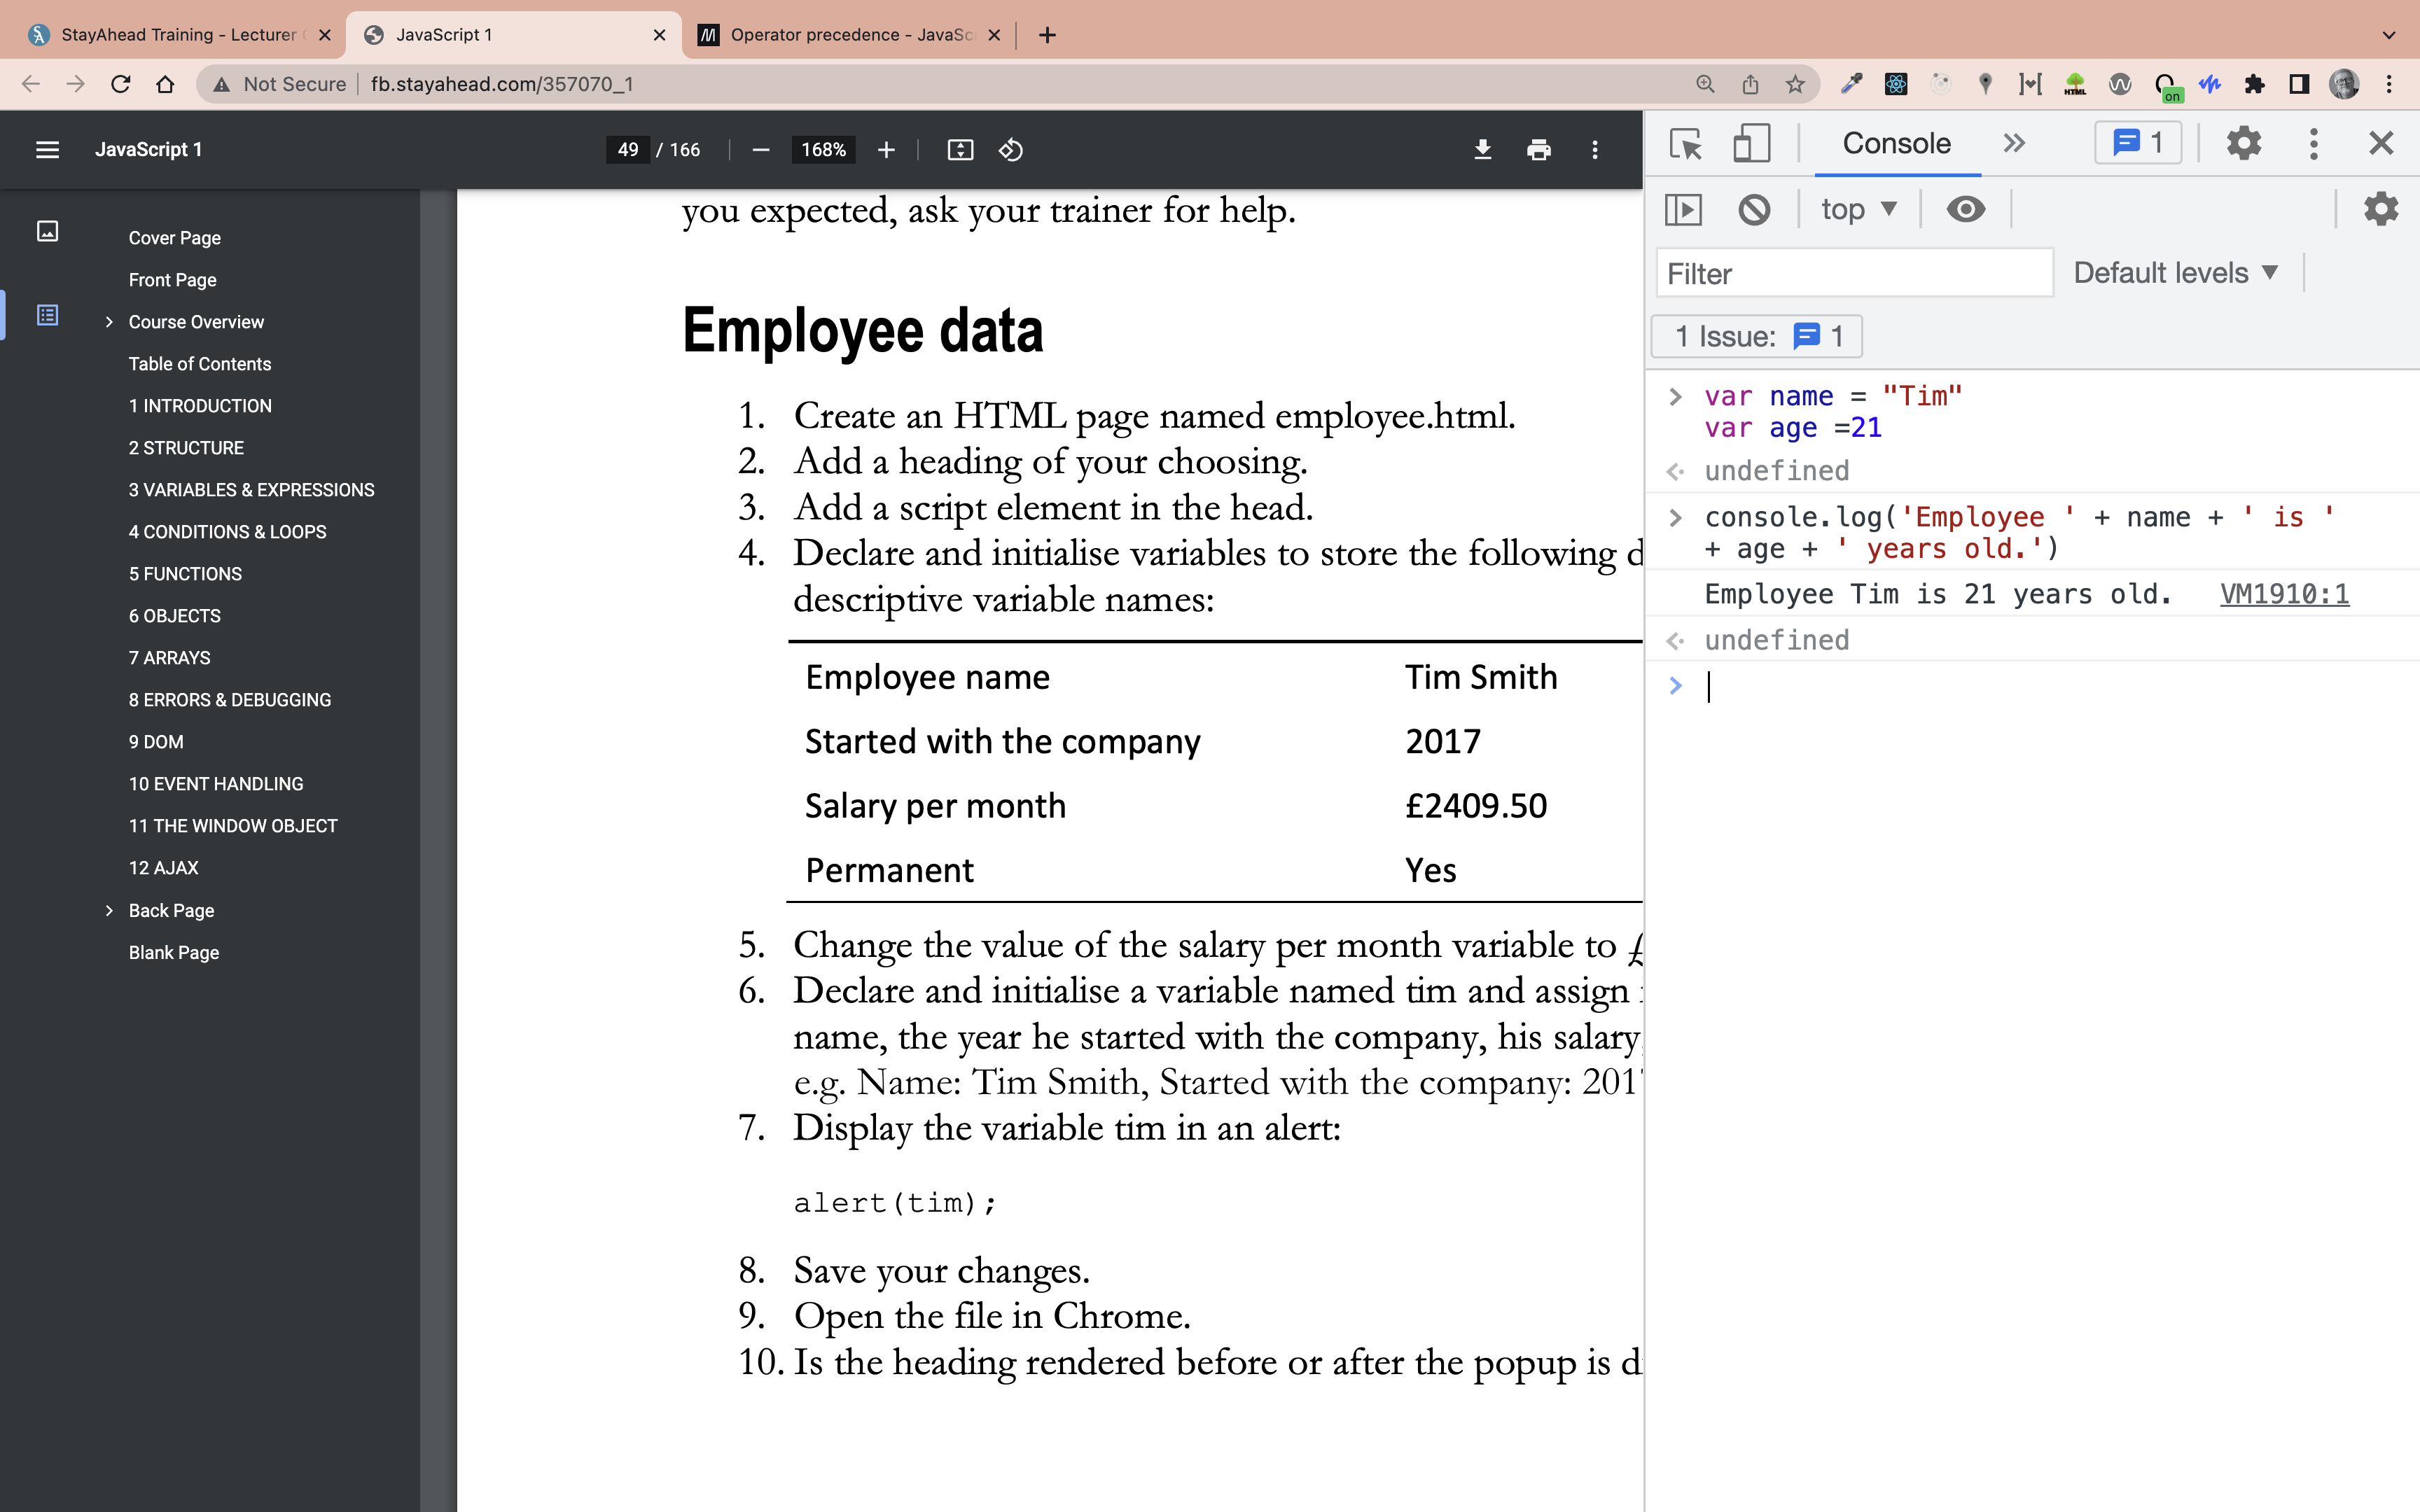 StayAhead Training - Lecturer
JavaScript 1
Operator precedence - JavaSc
Not Secure
fb.stayahead.com/357070_1
HTML
on
JavaScript 1
49 / 166
168%
Cover Page
Front Page
Course Overview
Table of Contents
1 INTRODUCTION
2 STRUCTURE
3 VARIABLES & EXPRESSIONS
4 CONDITIONS & LOOPS
5 FUNCTIONS
6 OBJECTS
7 ARRAYS
8 ERRORS & DEBUGGING
9 DOM
10 EVENT HANDLING
11 THE WINDOW OBJECT
12 AJAX
Back Page
Blank Page
you expected, ask your trainer for help.
Employee data
1. Create an HTML page named employee.html.
2. Add a heading of your choosing.
3. Add a script element in the head.
4. Declare and initialise variables to store the following d
descriptive variable names:
Employee name Tim Smith
Started with the company 2017
Salary per month £2409.50
Permanent Yes
5. Change the value of the salary per month variable to £
6. Declare and initialise a variable named tim and assign
name, the year he started with the company, his salary,
e.g. Name: Tim Smith, Started with the company: 201
7. Display the variable tim in an alert:
alert(tim);
8. Save your changes.
9. Open the file in Chrome.
10. Is the heading rendered before or after the popup is d
Console
1
top
Filter
Default levels
1 Issue: 1
var name = "Tim"
var age =21
undefined
console.log('Employee ' + name + ' is '
+ age + ' years old.')
Employee Tim is 21 years old. VM1910:1
undefined